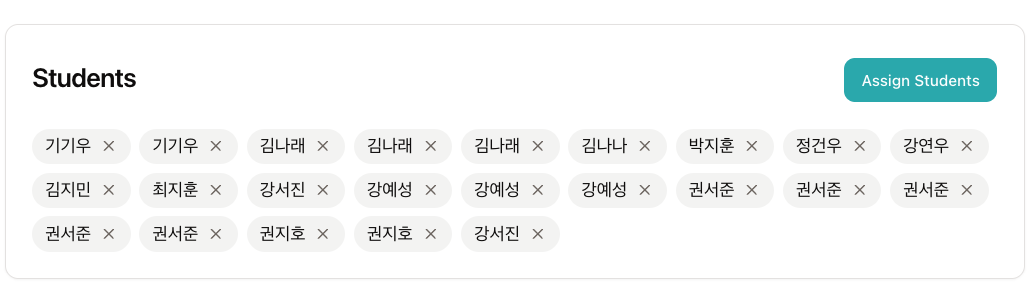 Students
Assign Students
기기우 × 기기우 × 김나래 × 김나래 × 김나래 × 김나나 × 박지훈 × 정건우 × 강연우 ×
김지민 × 최지훈 × 강서진 × 강예성 × 강예성 × 강예성 × 권서준 × 권서준 × 권서준 ×
권서준 × 권서준 × 권지호 × 권지호 × 강서진 ×